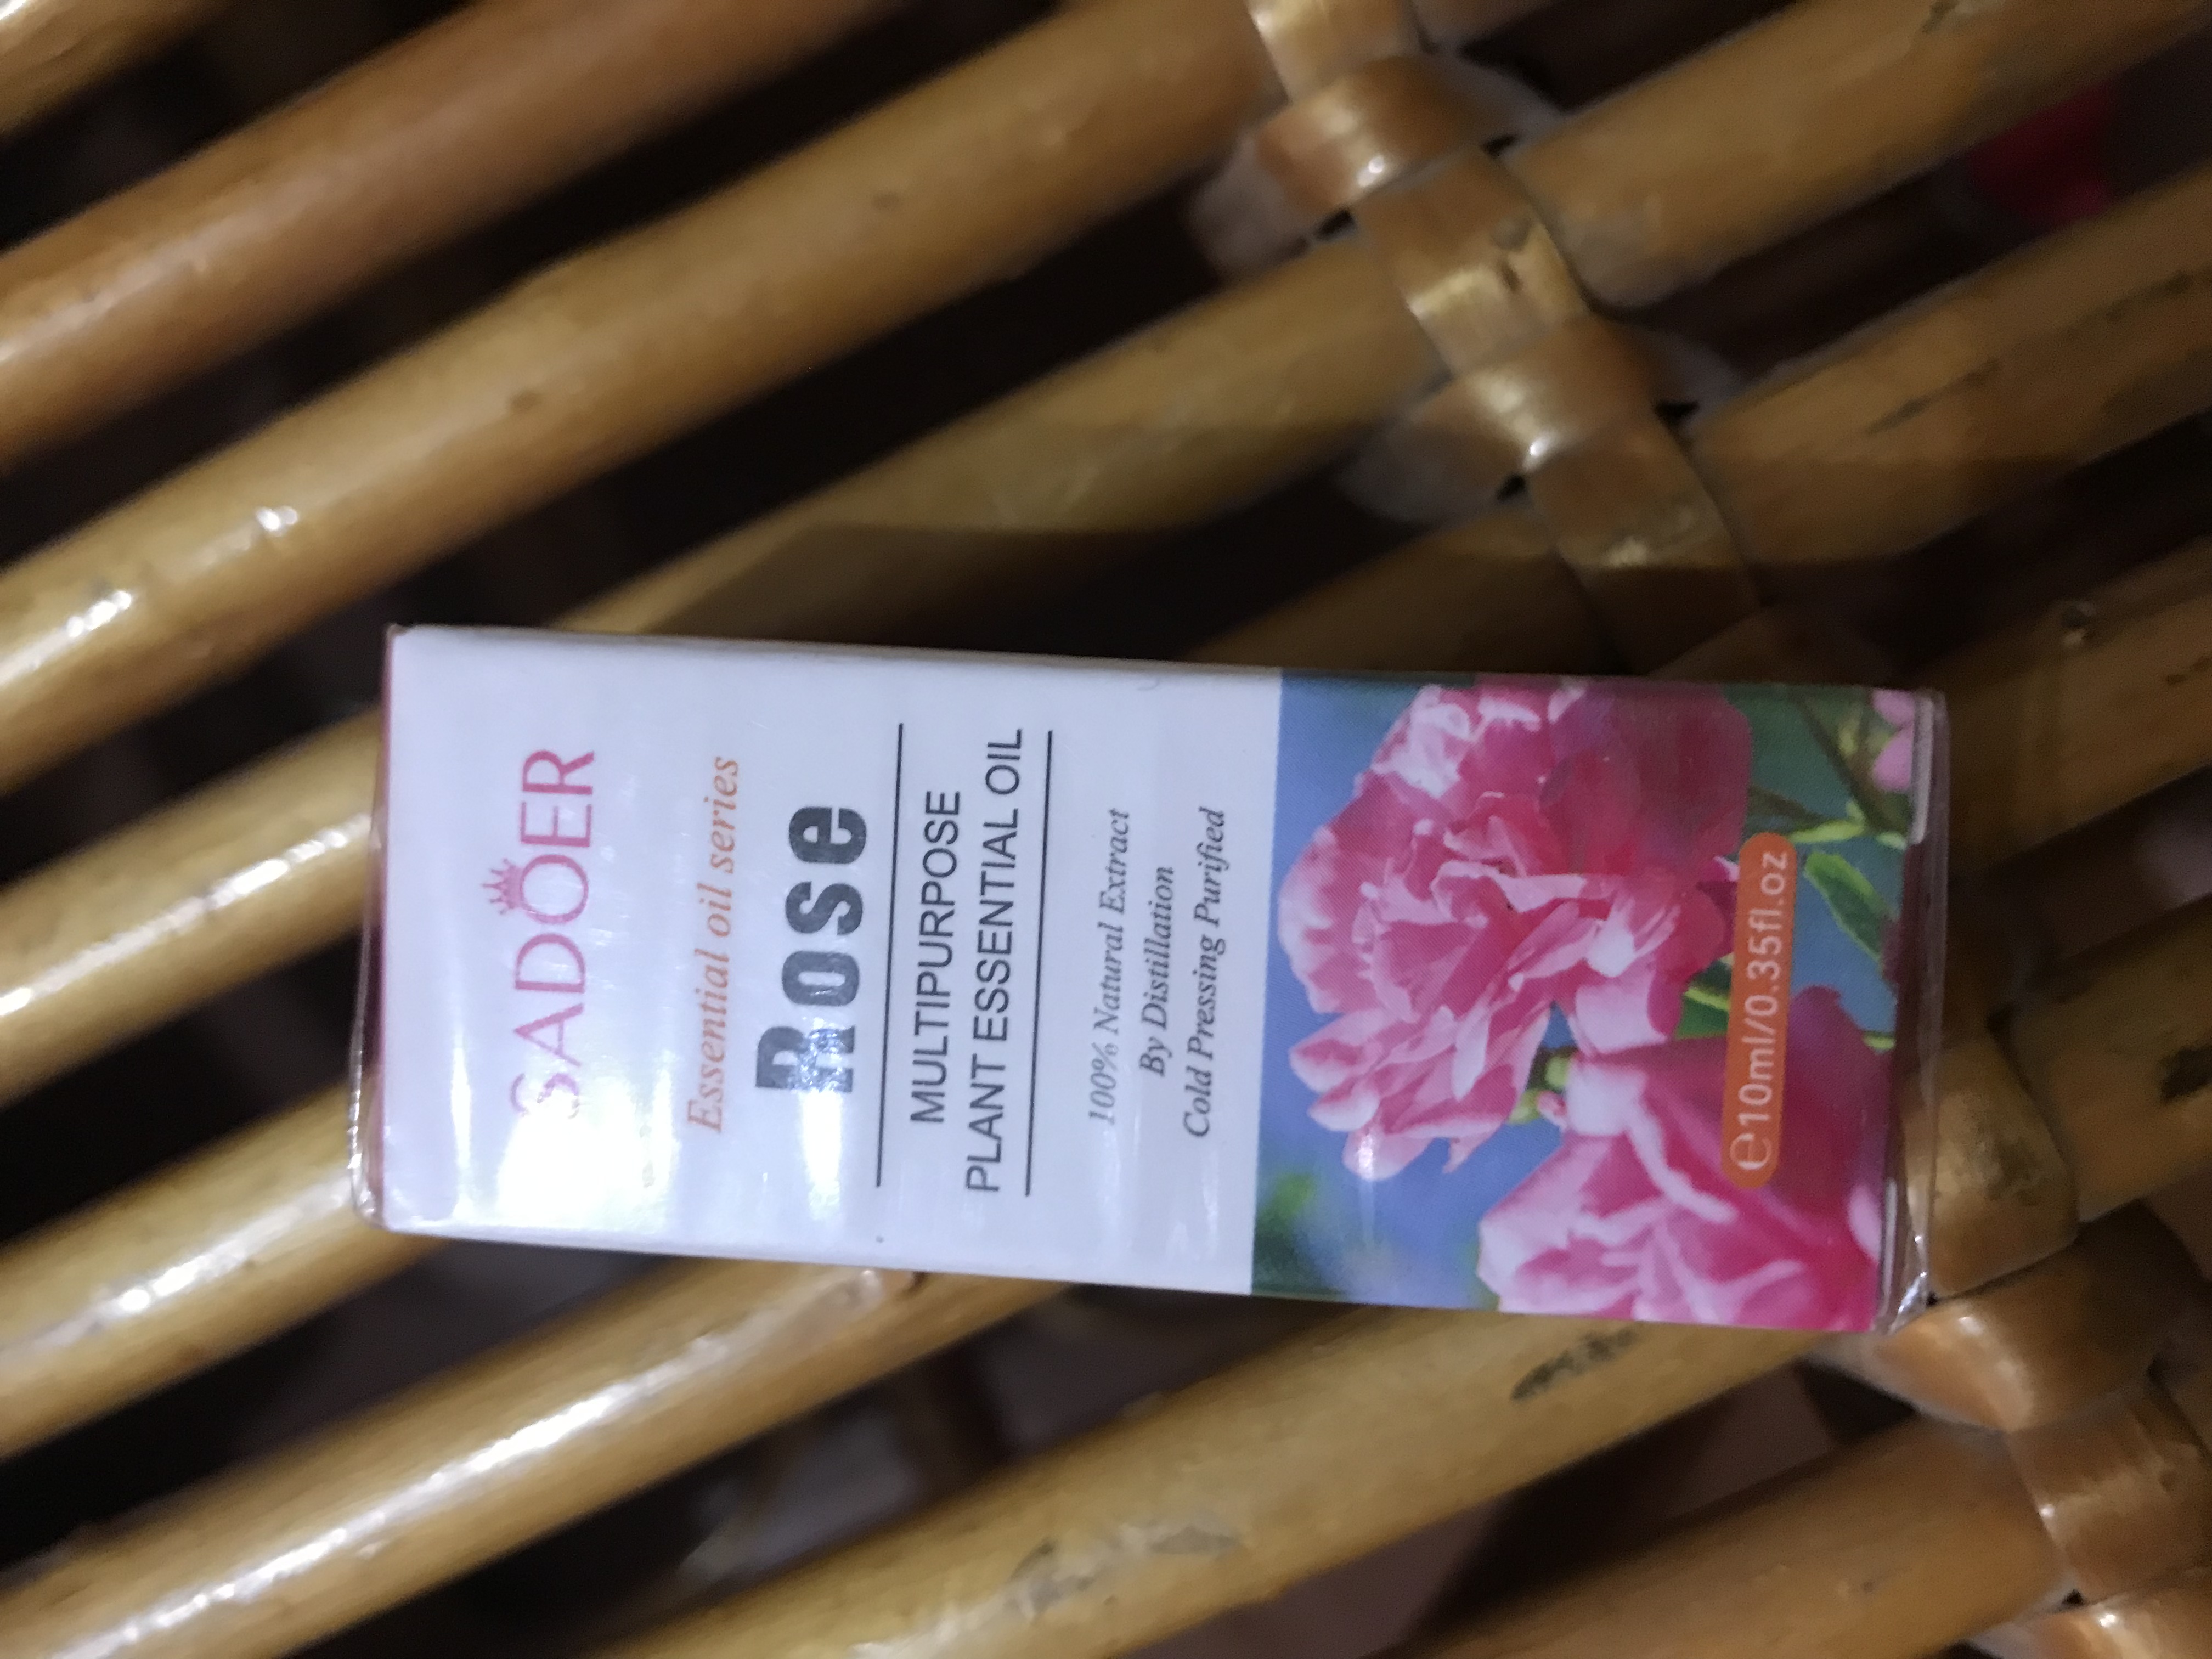 SADOER
Essential oil series
Rose
MULTIPURPOSE
PLANT ESSENTIAL OIL
100% Natural Extract
By Distillation
Cold Pressing Purified
℮10ml/0.35fl.oz